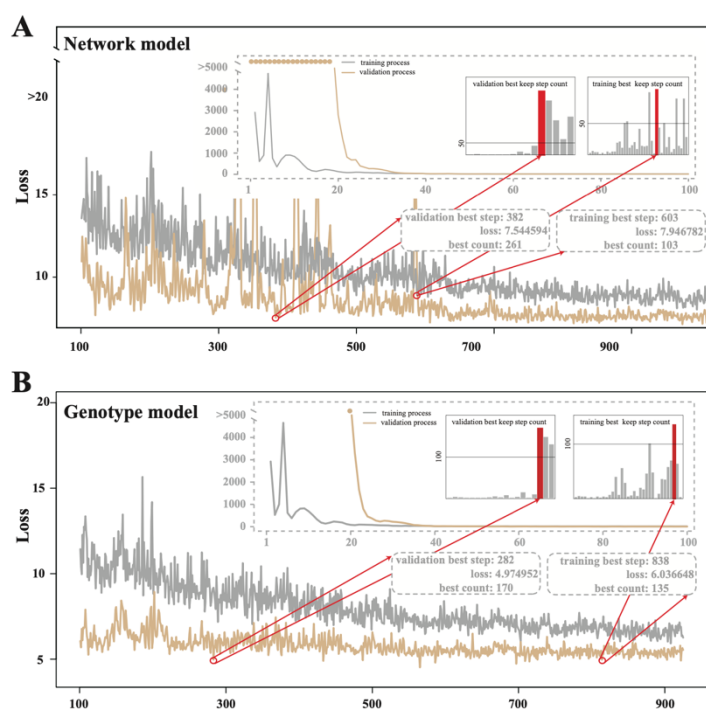 A
Network model
>20
15
10
Loss
>5000
4000
3000
2000
1000
0
training process
validation process
validation best keep step count
50
training best keep step count
50
1
20
40
60
80
100
validation best step: 382
loss: 7.544594
best count: 261
training best step: 603
loss: 7.946782
best count: 103
100
300
500
700
900
B
Genotype model
20
15
10
5
Loss
>5000
4000
3000
2000
1000
0
training process
validation process
validation best keep step count
100
training best keep step count
100
1
20
40
60
80
100
validation best step: 282
loss: 4.974952
best count: 170
training best step: 838
loss: 6.036648
best count: 135
100
300
500
700
900